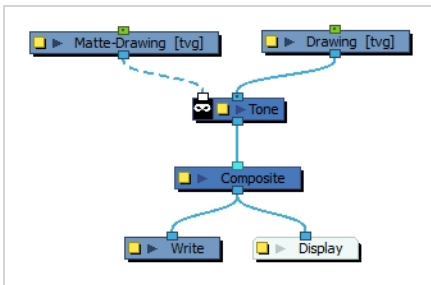 Matte-Drawing [tvg]
Drawing [tvg]
Tone
Composite
Write
Display